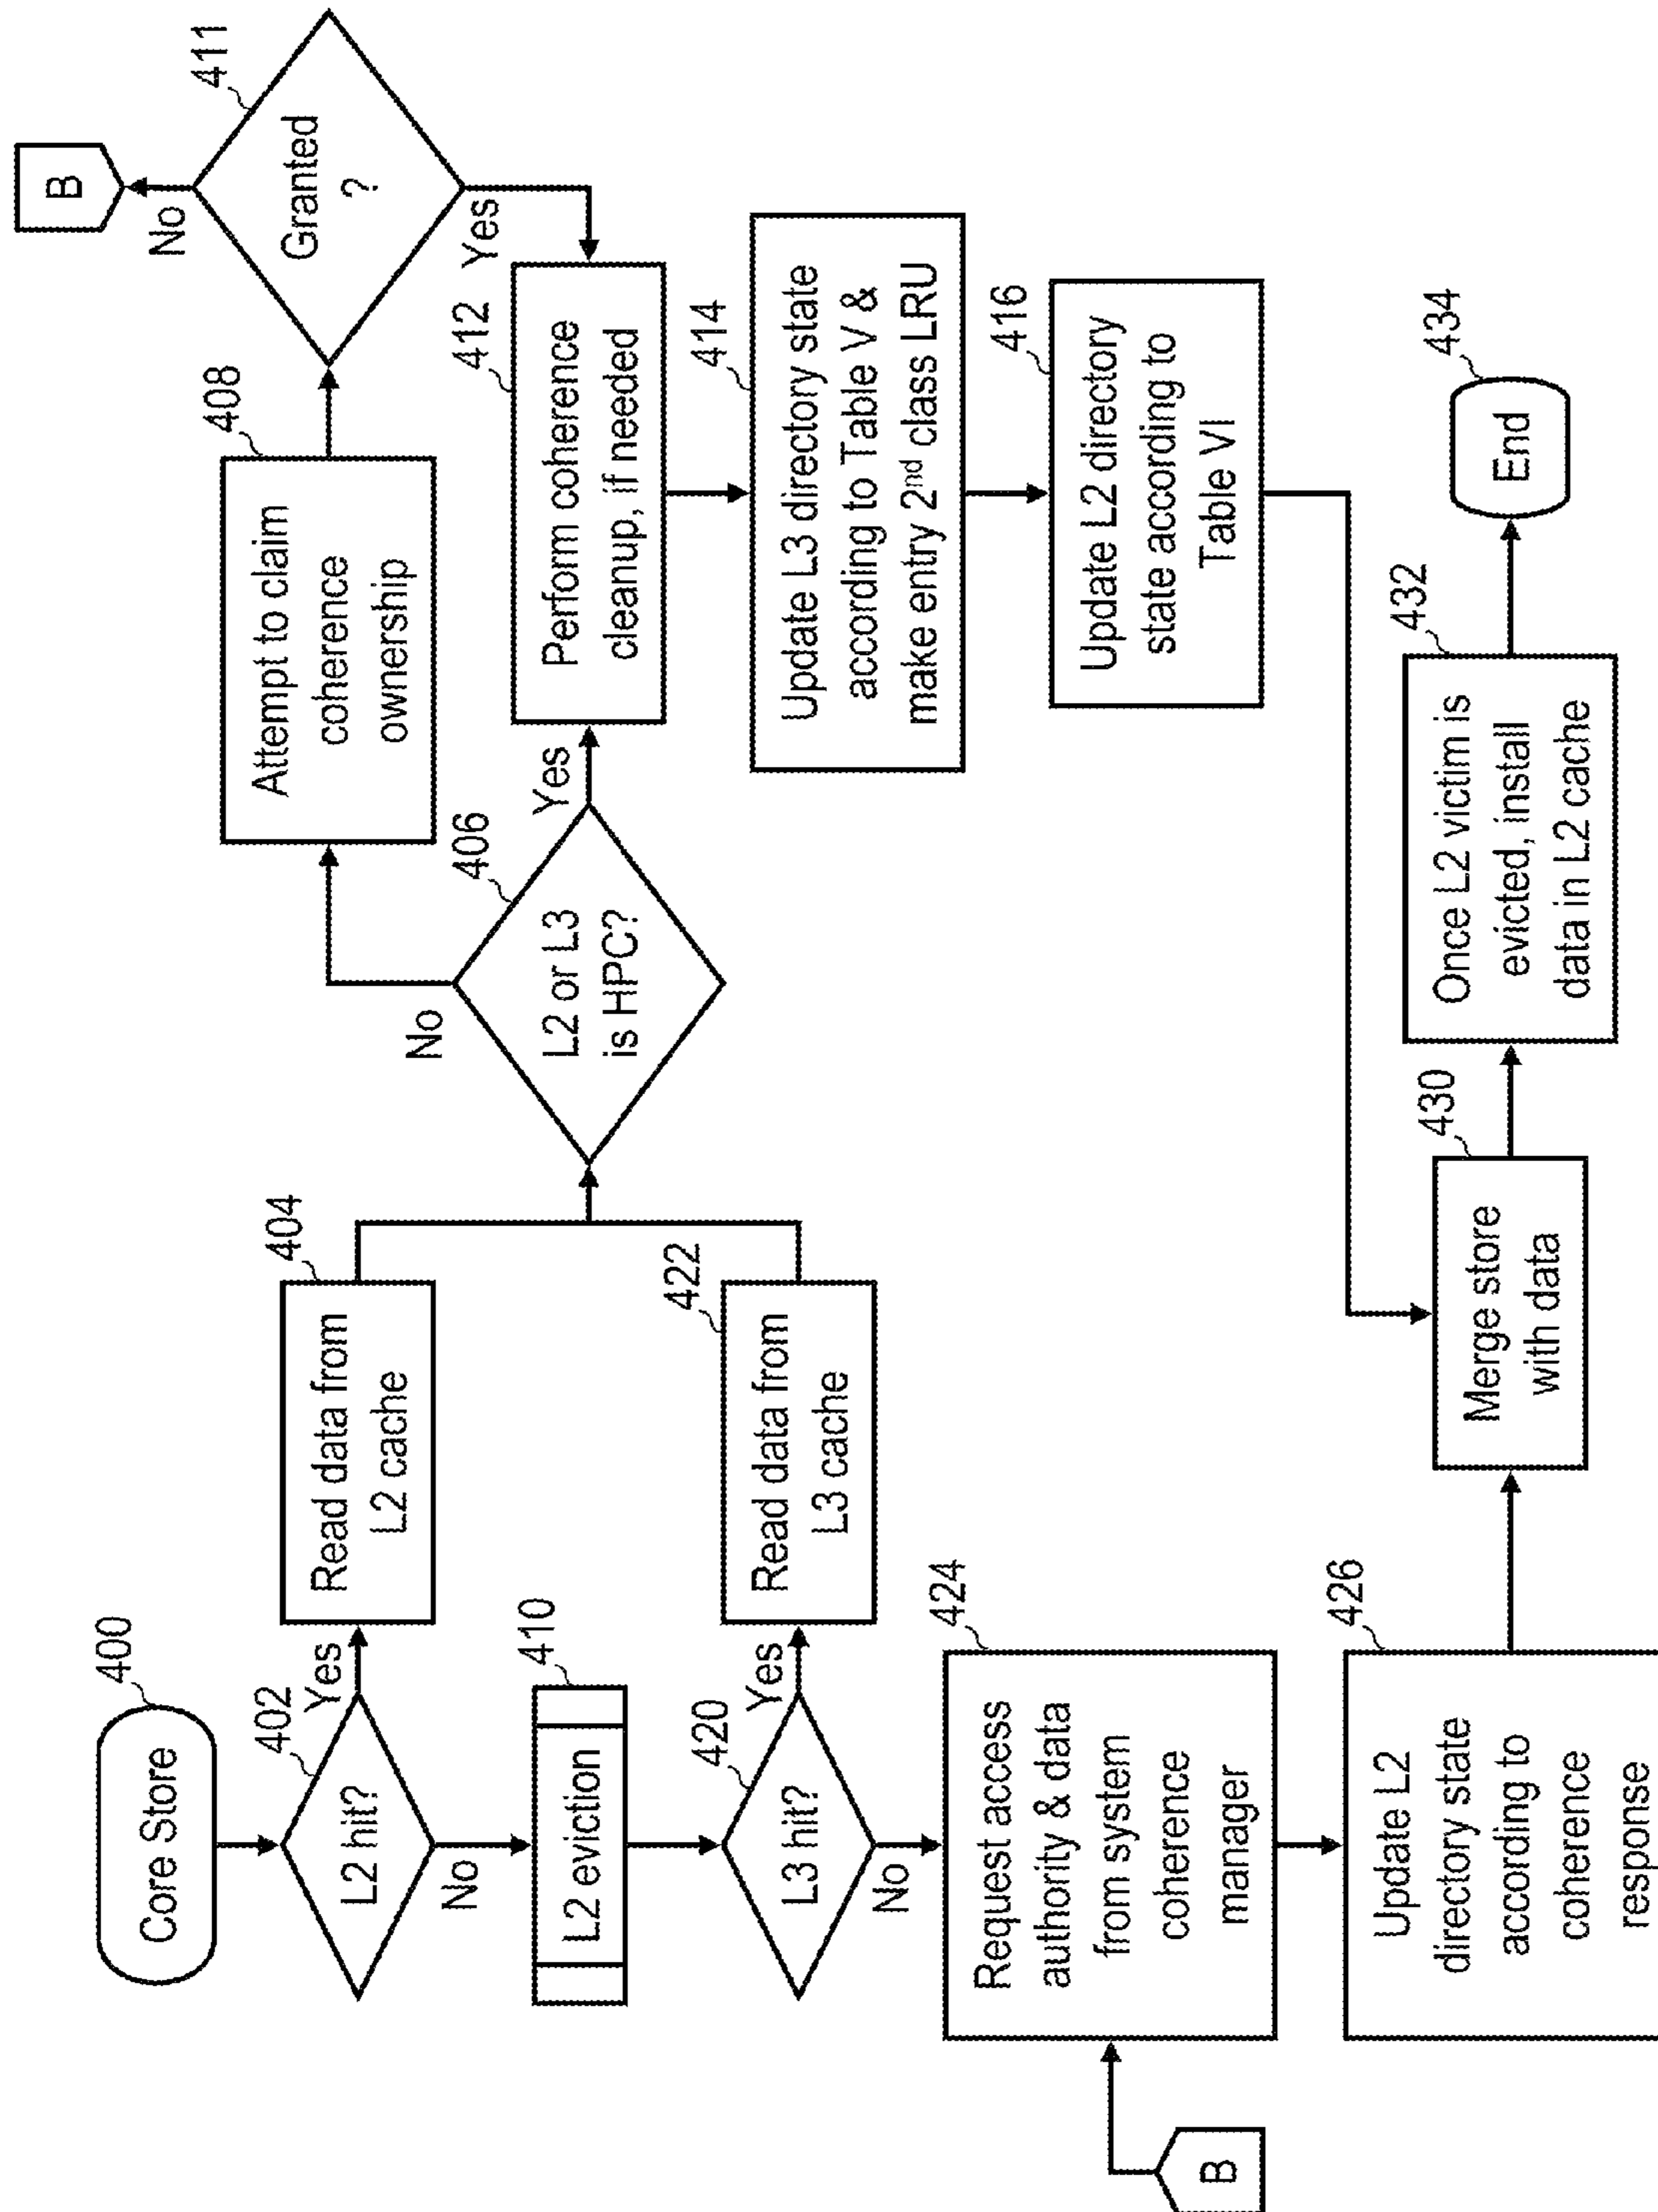 400
Core Store
402
L2 hit?
Yes
No
404
Read data from
L2 cache
410
L2 eviction
420
L3 hit?
Yes
No
422
Read data from
L3 cache
406
L2 or L3
is HPC?
No
Yes
408
Attempt to claim
coherence
ownership
411
Granted
?
No
B
Yes
412
Perform coherence
cleanup, if needed
414
Update L3 directory state
according to Table V &
make entry 2nd class LRU
416
Update L2 directory
state according to
Table VI
B
424
Request access
authority & data
from system
coherence
manager
426
Update L2
directory state
according to
coherence
response
430
Merge store
with data
432
Once L2 victim is
evicted, install
data in L2 cache
434
End